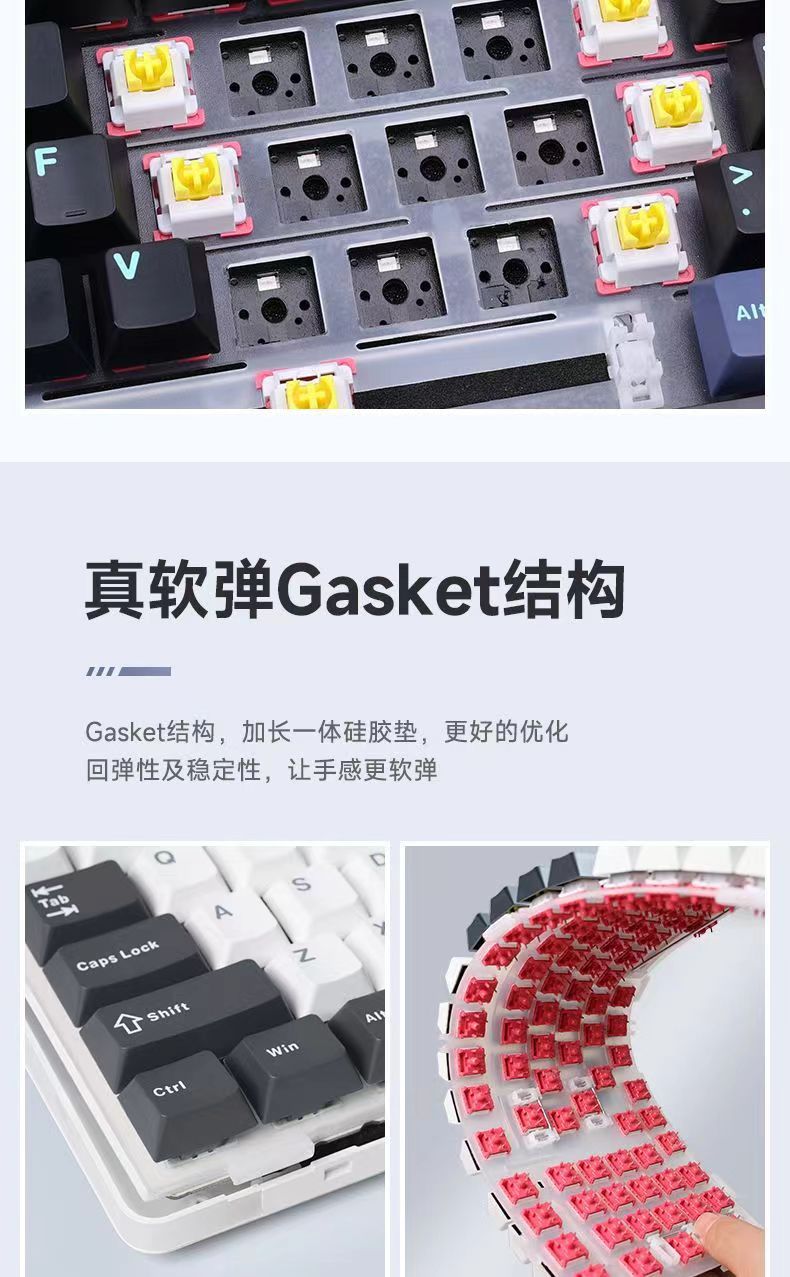 F
>
.
V
Alt
真软弹Gasket结构
Gasket结构，加长一体硅胶垫，更好的优化
回弹性及稳定性，让手感更软弹
Q
D
Tab
A
S
Caps Lock
Z
Shift
Alt
Win
Ctrl